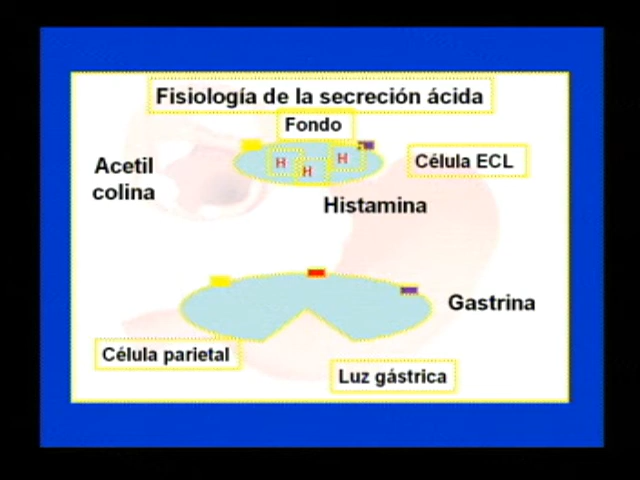 Fisiología de la secreción ácida
Fondo
H
H
H
Célula ECL
Acetil
colina
Histamina
Gastrina
Célula parietal
Luz gástrica